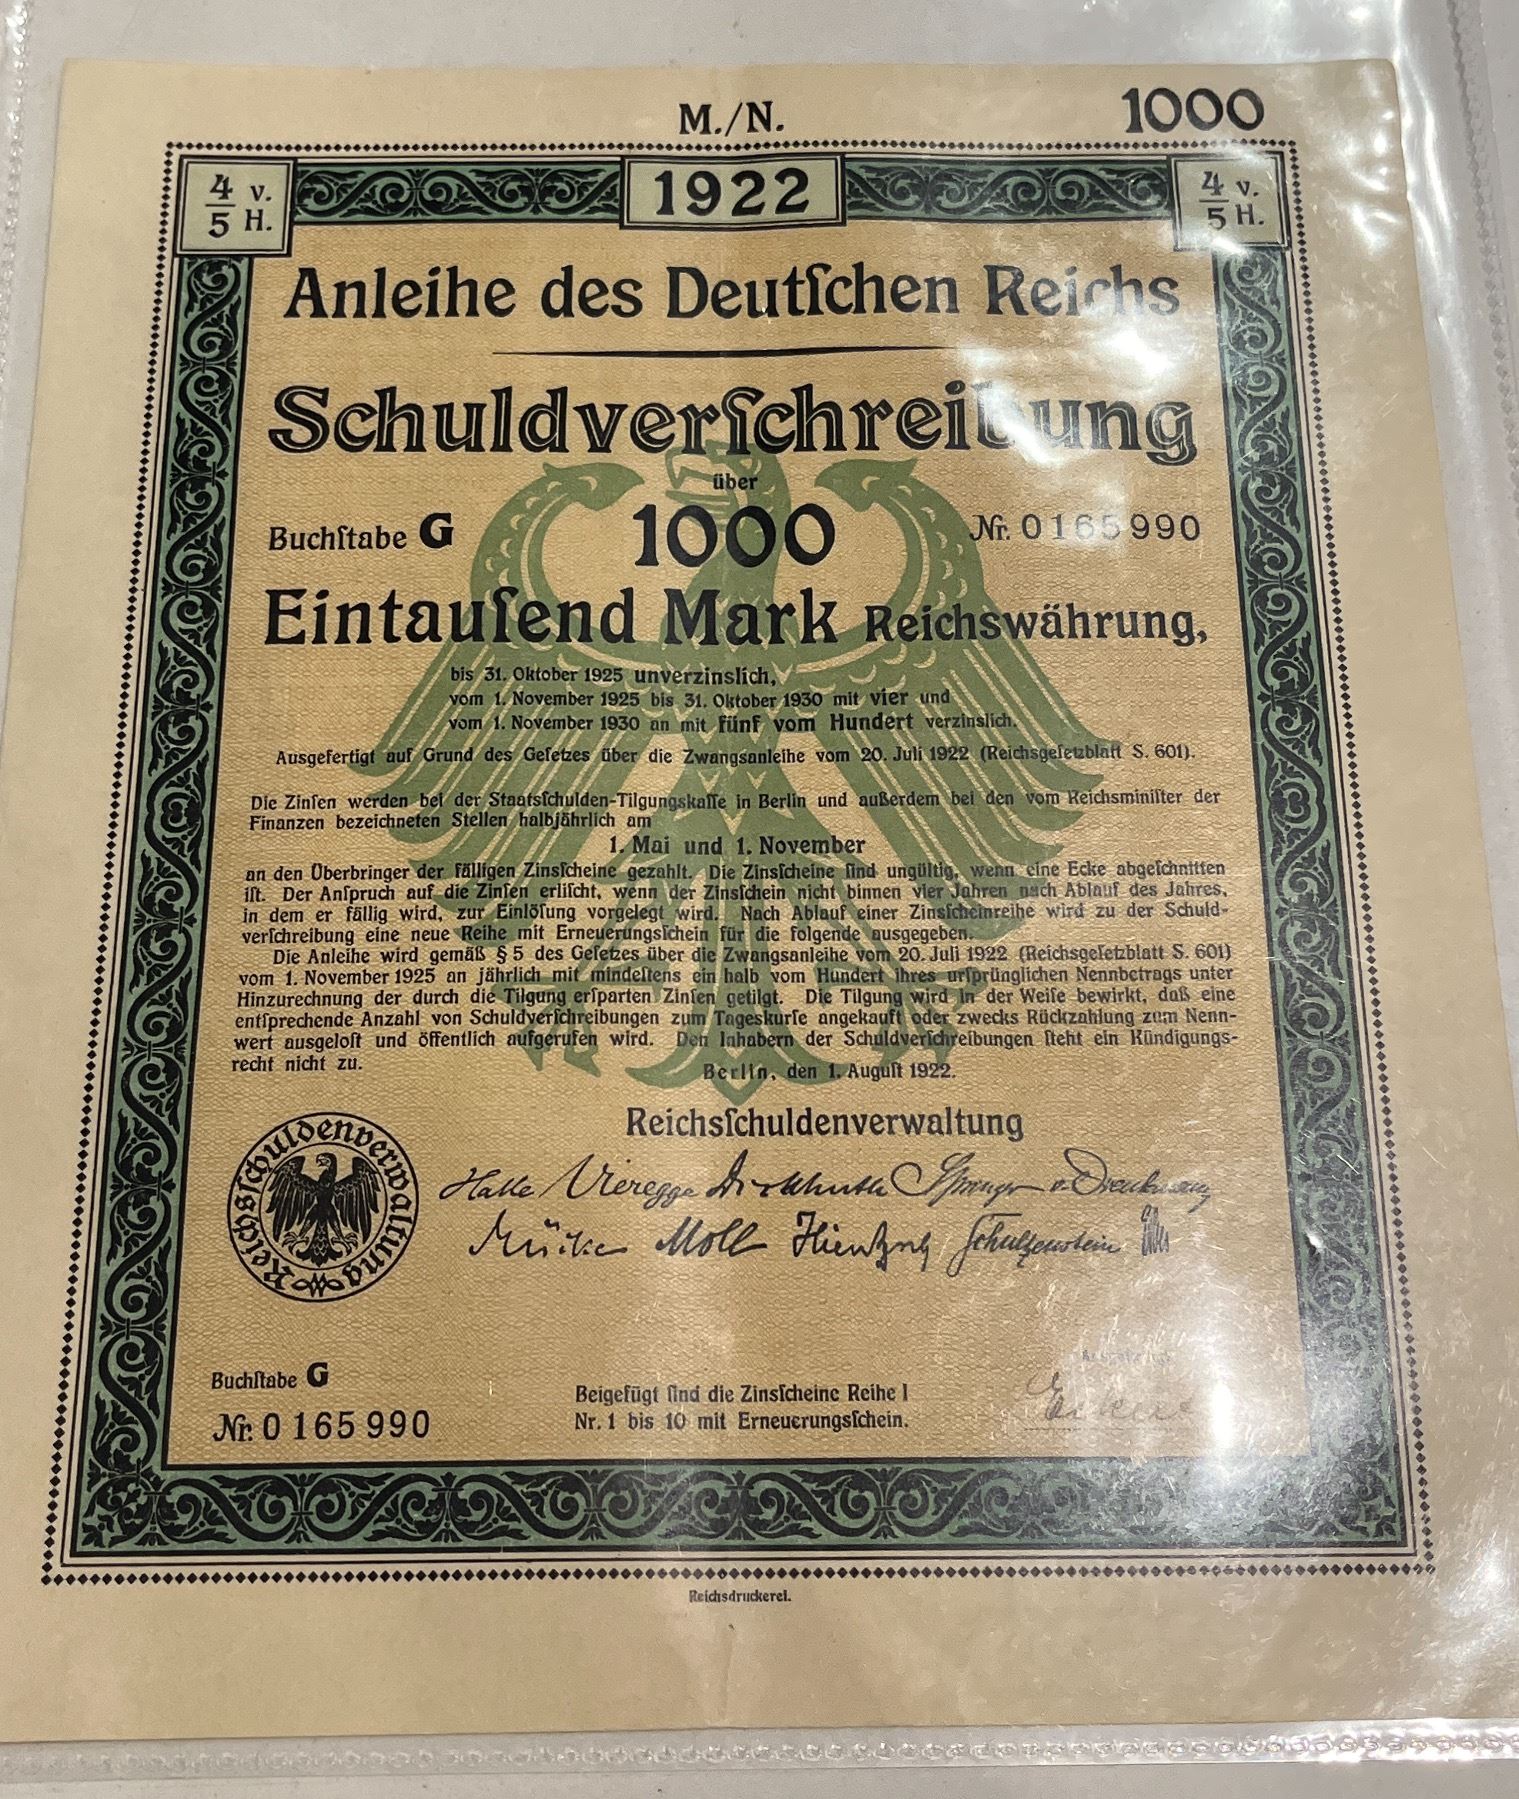 M./N.
1000
4/5 v. H.
1922
4/5 v. H.
Anleihe des Deutſchen Reichs
Schuldverſchreibung
über
Buchſtabe G
1000
Nr. 0165990
Eintauſend Mark Reichswährung,
bis 31. Oktober 1925 unverzinslich,
vom 1. November 1925 bis 31. Oktober 1930 mit vier und
vom 1. November 1930 an mit fünf vom Hundert verzinslich.
Ausgefertigt auf Grund des Geſetzes über die Zwangsanleihe vom 20. Juli 1922 (Reichsgeſetzblatt S. 601).
Die Zinſen werden bei der Staatsſchulden-Tilgungskaſſe in Berlin und außerdem bei den vom Reichsminiſter der
Finanzen bezeichneten Stellen halbjährlich am
1. Mai und 1. November
an den Überbringer der fälligen Zinsſcheine gezahlt. Die Zinsſcheine ſind ungültig, wenn eine Ecke abgeſchnitten
iſt. Der Anſpruch auf die Zinſen erliſcht, wenn der Zinsſchein nicht binnen vier Jahren nach Ablauf des Jahres,
in dem er fällig wird, zur Einlöſung vorgelegt wird. Nach Ablauf einer Zinsſcheinreihe wird zu der Schuld-
verſchreibung eine neue Reihe mit Erneuerungsſchein für die folgende ausgegeben.
Die Anleihe wird gemäß § 5 des Geſetzes über die Zwangsanleihe vom 20. Juli 1922 (Reichsgeſetzblatt S. 601)
vom 1. November 1925 an jährlich mit mindeſtens ein halb vom Hundert ihres urſprünglichen Nennbetrags unter
Hinzurechnung der durch die Tilgung erſparten Zinſen getilgt. Die Tilgung wird in der Weiſe bewirkt, daß eine
entſprechende Anzahl von Schuldverſchreibungen zum Tageskurſe angekauft oder zwecks Rückzahlung zum Nenn-
wert ausgeloſt und öffentlich aufgerufen wird. Den Inhabern der Schuldverſchreibungen ſteht ein Kündigungs-
recht nicht zu.
Berlin, den 1. Auguſt 1922.
Reichsſchuldenverwaltung
Reichsſchuldenverwaltung
Halle Vieregge
Mücke Moll Schultzenstein
Buchſtabe G
Nr. 0165990
Beigefügt ſind die Zinsſcheine Reihe I
Nr. 1 bis 10 mit Erneuerungsſchein.
Reichsdruckerei.